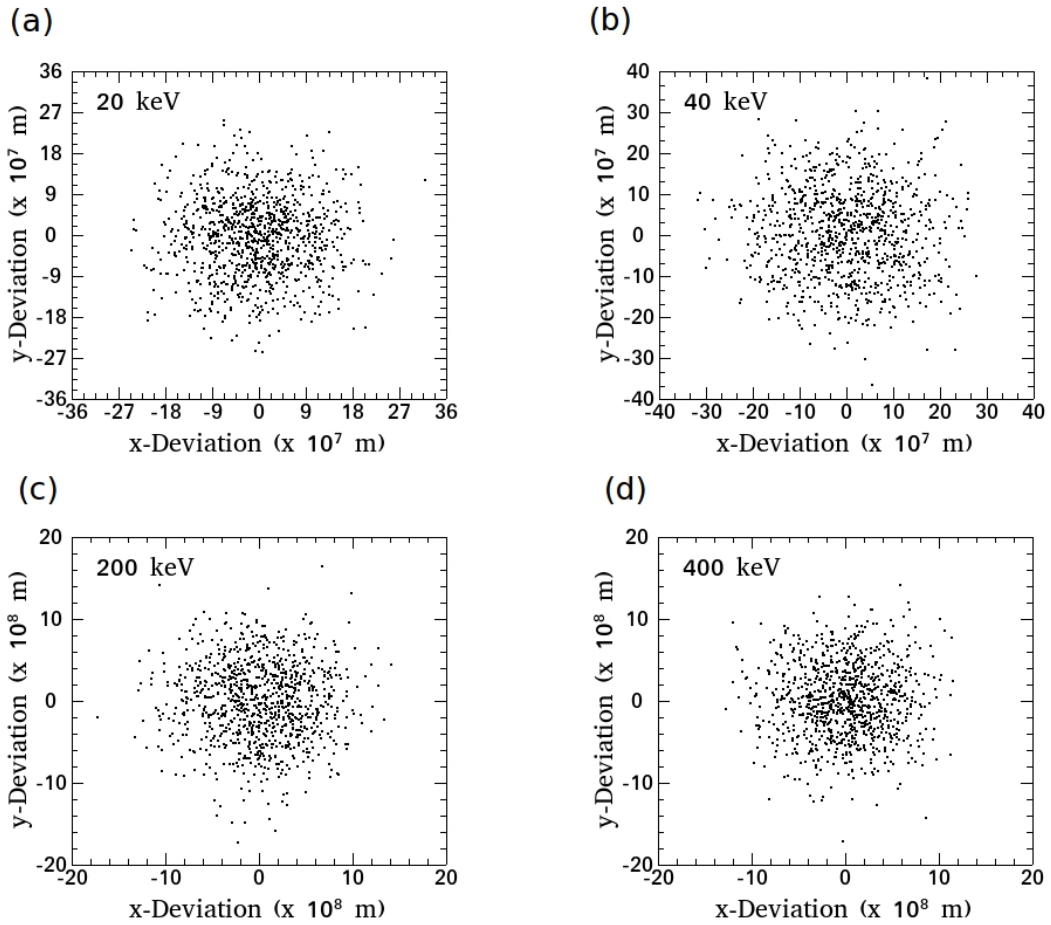 (a)
(b)
20 keV
40 keV
y-Deviation (x 10⁷ m)
36
27
18
9
0
-9
-18
-27
-36
-36 -27 -18 -9 0 9 18 27 36
x-Deviation (x 10⁷ m)
y-Deviation (x 10⁷ m)
40
30
20
10
0
-10
-20
-30
-40
-40 -30 -20 -10 0 10 20 30 40
x-Deviation (x 10⁷ m)
(c)
(d)
200 keV
400 keV
y-Deviation (x 10⁸ m)
20
10
0
-10
-20
-20 -10 0 10 20
x-Deviation (x 10⁸ m)
y-Deviation (x 10⁸ m)
20
10
0
-10
-20
-20 -10 0 10 20
x-Deviation (x 10⁸ m)